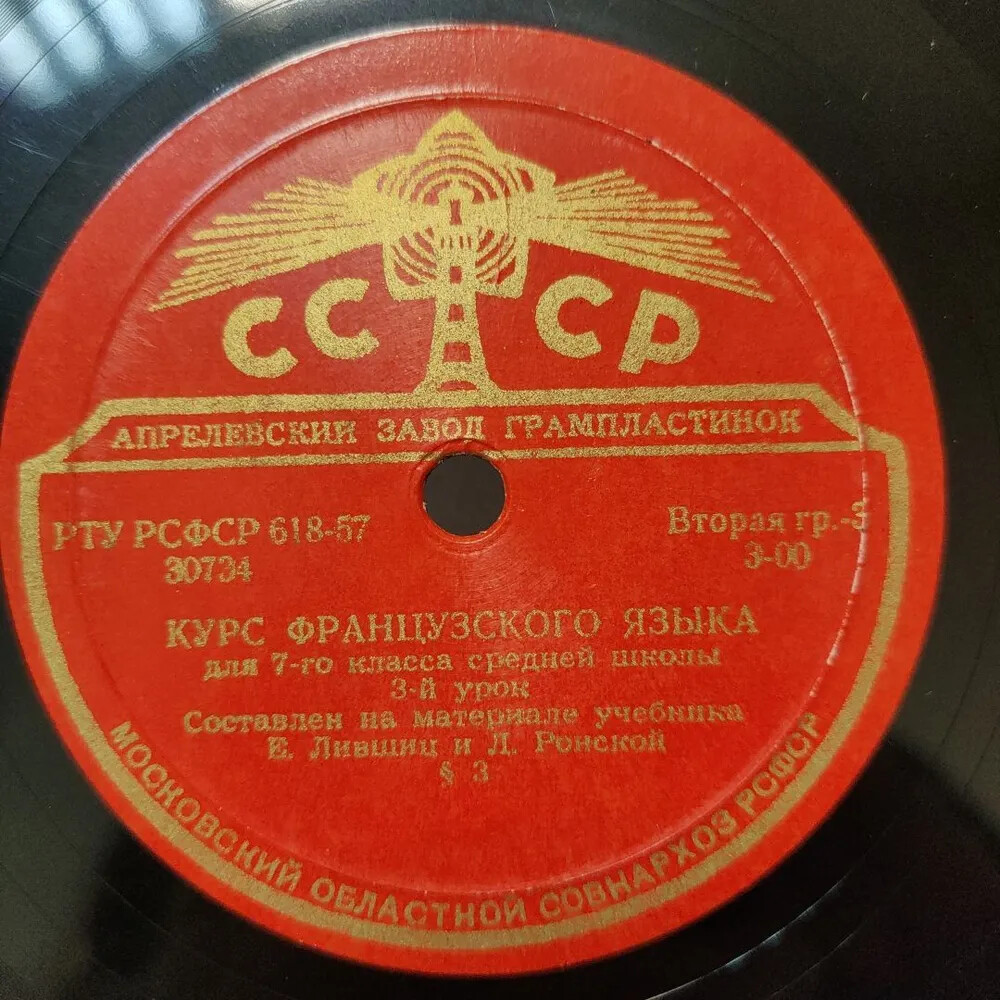 СССР
АПРЕЛЕВСКИЙ ЗАВОД ГРАМПЛАСТИНОК
РТУ РСФСР 618-57
Вторая гр.-3
30734
3-00
КУРС ФРАНЦУЗСКОГО ЯЗЫКА
для 7-го класса средней школы
3-й урок
Составлен на материале учебника
Е. Лившиц и Л. Ронской
§ 3
МОСКОВСКИЙ ОБЛАСТНОЙ СОВНАРХОЗ РСФСР